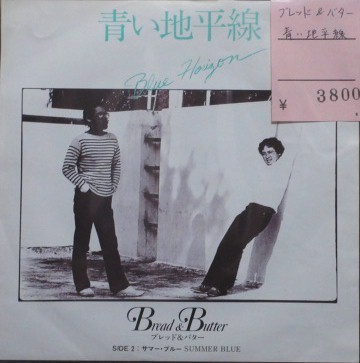 青い地平線
Blue Horizon
ブレッド&バター
青い地平線
¥ 3800
Bread & Butter
ブレッド&バター
SIDE 2:サマー・ブルー SUMMER BLUE